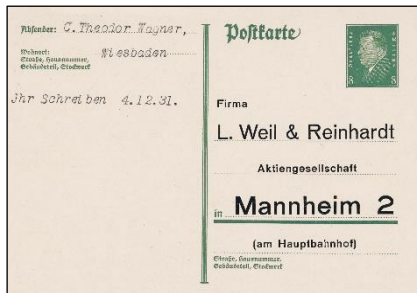 Absender: C. Theodor Wagner,
Wohnort: Wiesbaden
Straße, Hausnummer,
Gebäudeteil, Stockwerk
Ihr Schreiben 4.12.31.
Postkarte
8 8
Firma
L. Weil & Reinhardt
Aktiengesellschaft
in Mannheim 2
(am Hauptbahnhof)
Straße, Hausnummer,
Gebäudeteil, Stockwerk